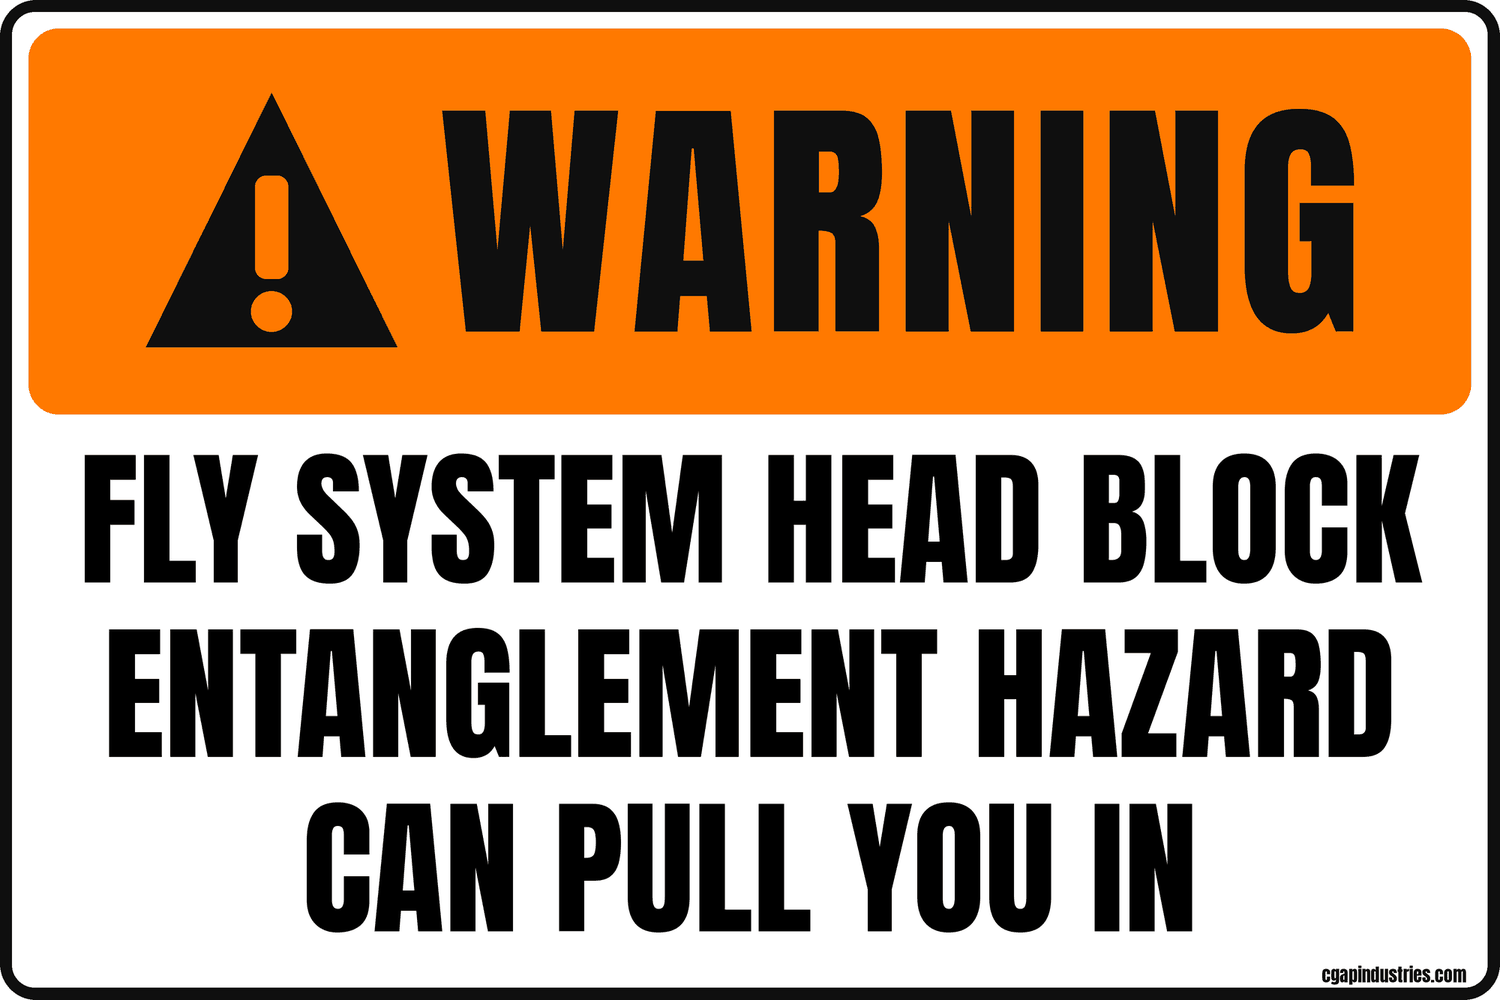 WARNING
FLY SYSTEM HEAD BLOCK
ENTANGLEMENT HAZARD
CAN PULL YOU IN
cgapindustries.com